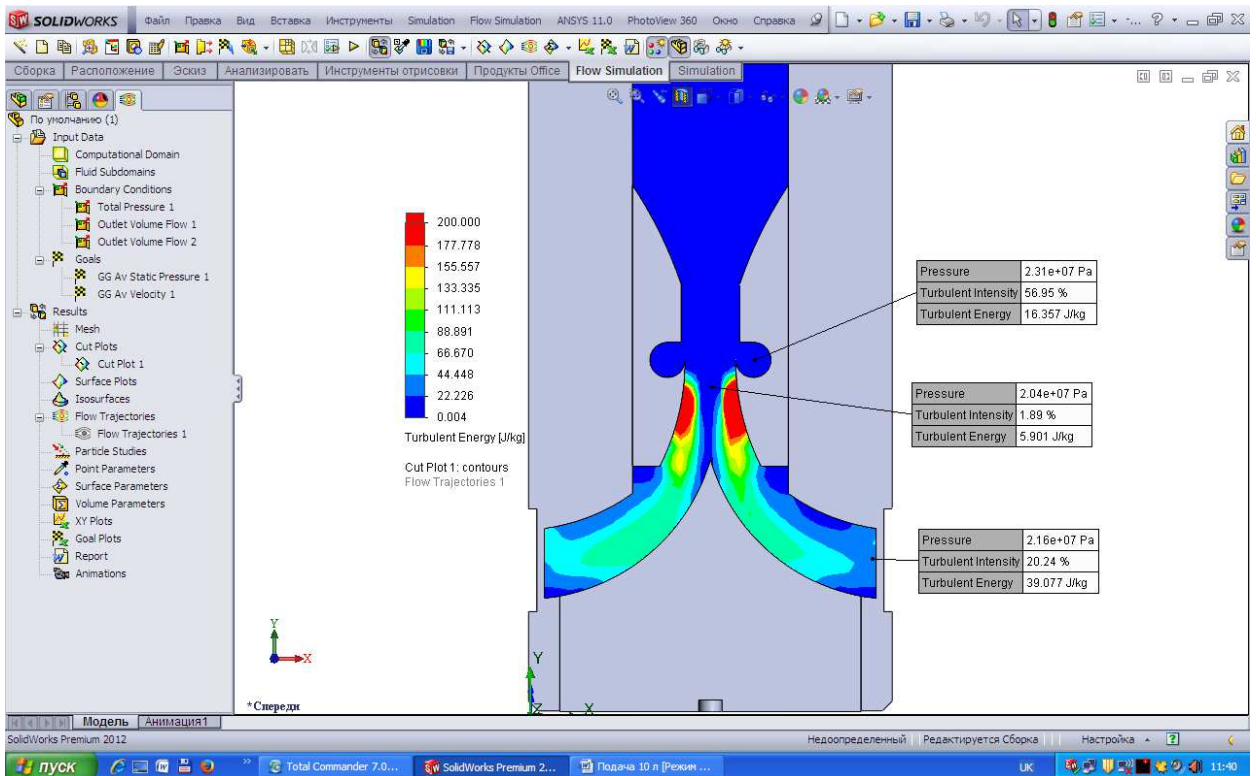 SOLIDWORKS Файл Правка Вид Вставка Инструменты Simulation Flow Simulation ANSYS 11.0 PhotoView 360 Окно Справка
Сборка Расположение Эскиз Анализировать Инструменты отрисовки Продукты Office Flow Simulation Simulation
По умолчанию (1)
Input Data
Computational Domain
Fluid Subdomains
Boundary Conditions
Total Pressure 1
Outlet Volume Flow 1
Outlet Volume Flow 2
Goals
GG Av Static Pressure 1
GG Av Velocity 1
Results
Mesh
Cut Plots
Cut Plot 1
Surface Plots
Isosurfaces
Flow Trajectories
Flow Trajectories 1
Particle Studies
Point Parameters
Surface Parameters
Volume Parameters
XY Plots
Goal Plots
Report
Animations
200.000
177.778
155.557
133.335
111.113
88.891
66.670
44.448
22.226
0.004
Turbulent Energy [J/kg]
Cut Plot 1: contours
Flow Trajectories 1
Pressure 2.31e+07 Pa
Turbulent Intensity 56.95 %
Turbulent Energy 16.357 J/kg
Pressure 2.04e+07 Pa
Turbulent Intensity 1.89 %
Turbulent Energy 5.901 J/kg
Pressure 2.16e+07 Pa
Turbulent Intensity 20.24 %
Turbulent Energy 39.077 J/kg
Y
X
Y
Z X
*Спереди
Модель Анимация1
SolidWorks Premium 2012 Недоопределенный Редактируется Сборка Настройка
пуск Total Commander 7.0... SolidWorks Premium 2... Подача 10 л [Режим ... UK 11:40